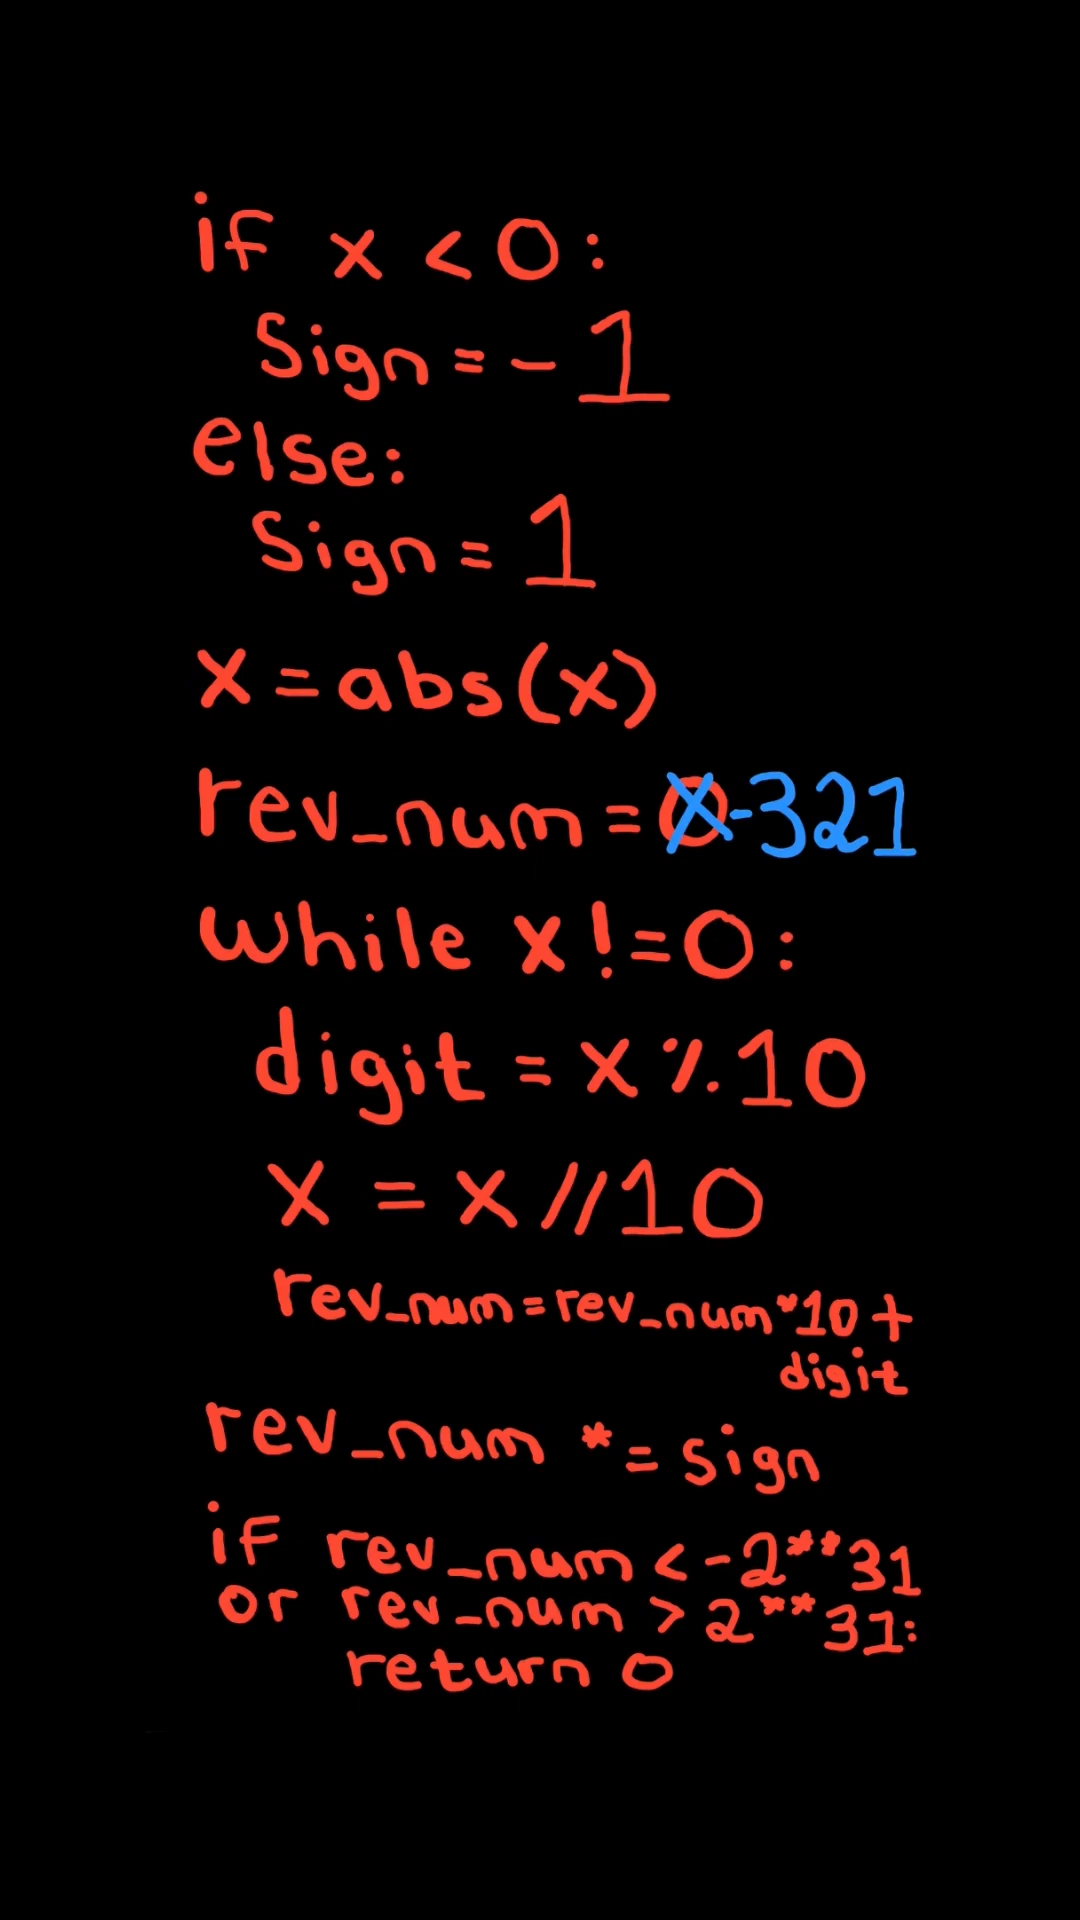 if x < 0:
Sign = - 1
else:
Sign = 1
x = abs(x)
rev_num = 0 -321
while x != 0:
digit = x % 10
x = x // 10
rev_num = rev_num * 10 +
digit
rev_num *= sign
if rev_num < -2**31
or rev_num > 2**31:
return 0